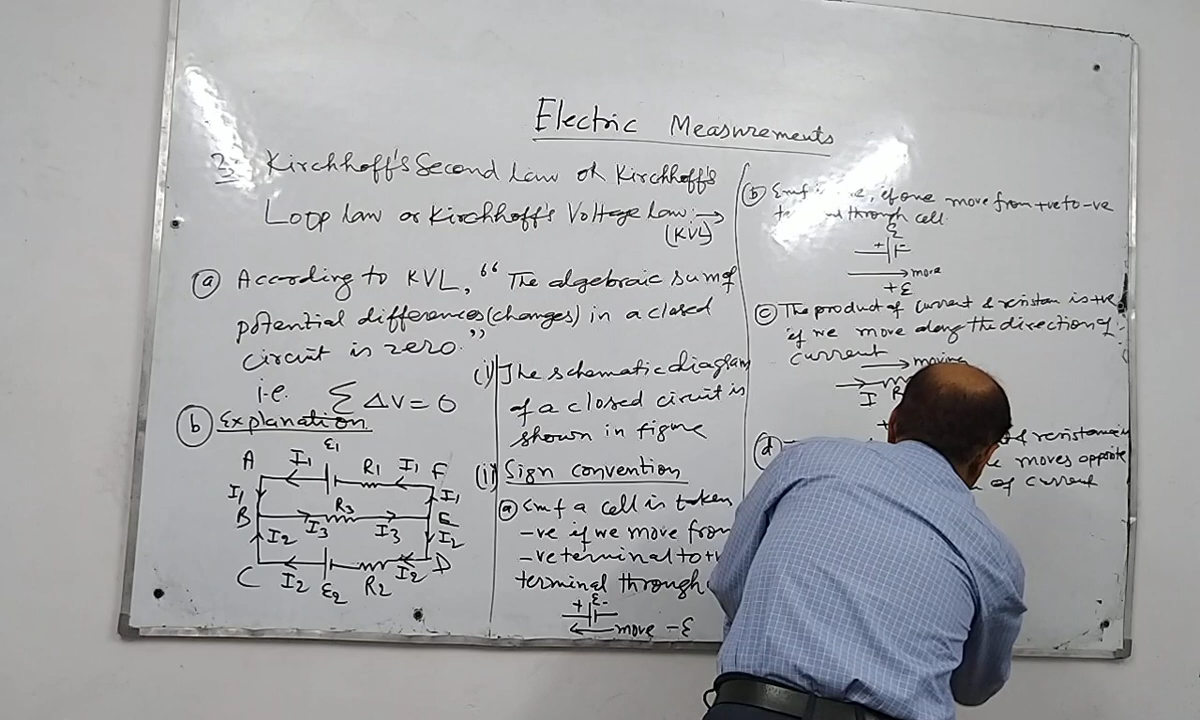 Electric Measurements
2: Kirchhoff's Second Law or Kirchhoff's
Loop law or Kirchhoff's Voltage Law :→
(KVL)
(a) According to KVL, "The algebraic sum of
potential differences (changes) in a closed
circuit is zero."
i.e. Σ ΔV = 0
(b) Explanation
A I₁ ε₁ R₁ I₁ F
I₁ I₁
B I₃ R₃ I₃ E
I₂ I₂
C I₂ ε₂ R₂ I₂ D
(i) The schematic diagram
of a closed circuit is
shown in figure
(ii) Sign convention
(a) Emf a cell is taken
-ve if we move from
-ve terminal to
terminal through
+ ε -
← move -ε
(b) Emf is , if one move from +ve to -ve
through cell.
ε
+ -
→ move
+ε
(c) The product of current & resistan is +ve
if we move along the direction of
current → moving
I R
(d) of resistance is
moves opposite
of current